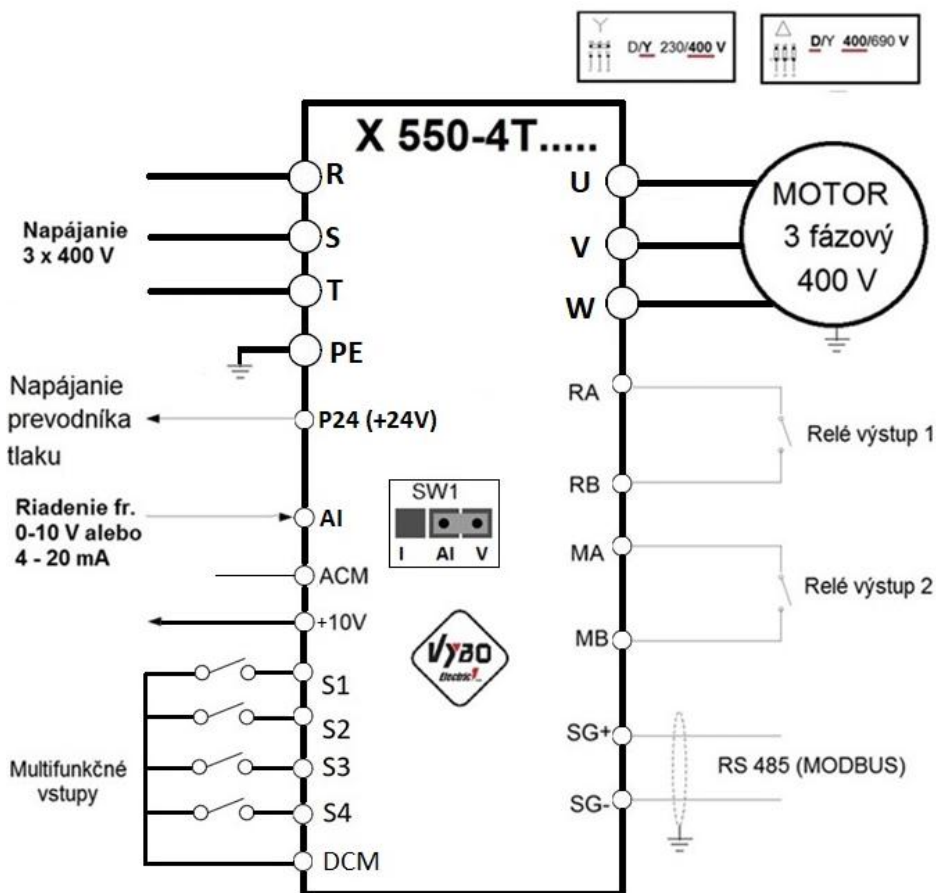 D/Y 230/400 V
D/Y 400/690 V
X 550-4T.....
R
S
T
PE
Napájanie
3 x 400 V
U
V
W
MOTOR
3 fázový
400 V
Napájanie
prevodníka
tlaku
P24 (+24V)
Riadenie fr.
0-10 V alebo
4 - 20 mA
AI
ACM
+10V
SW1
I AI V
VYBO
Electric
RA
RB
Relé výstup 1
MA
MB
Relé výstup 2
S1
S2
S3
S4
DCM
Multifunkčné
vstupy
SG+
SG-
RS 485 (MODBUS)